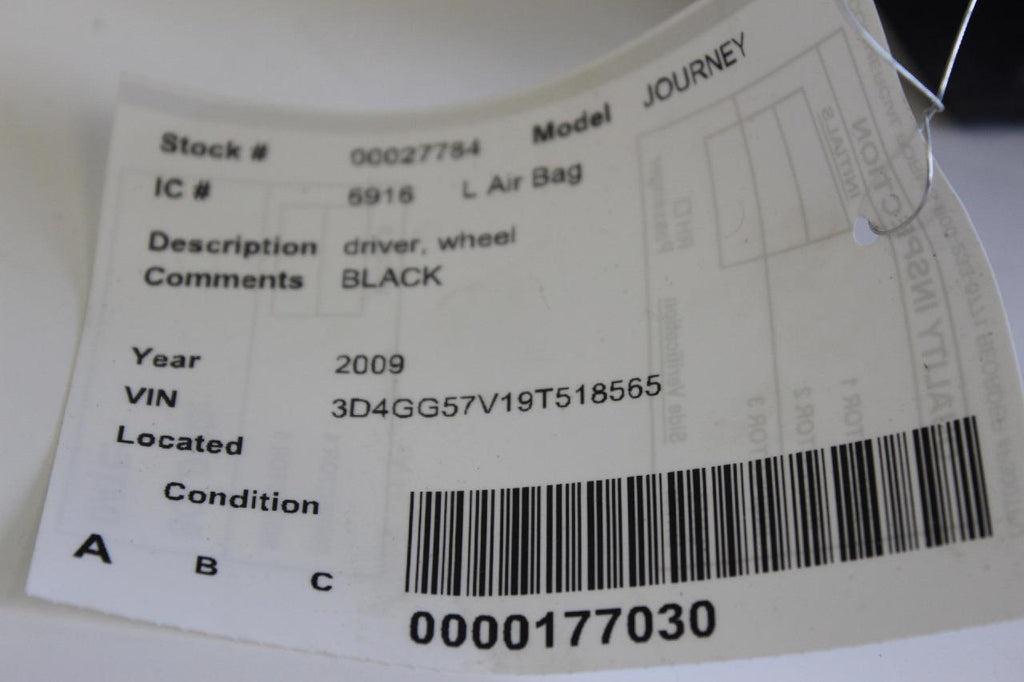 Stock # 00027784 Model JOURNEY
IC # 6916 L Air Bag
Description driver, wheel
Comments BLACK
Year 2009
VIN 3D4GG57V19T518565
Located
Condition
A B C
0000177030